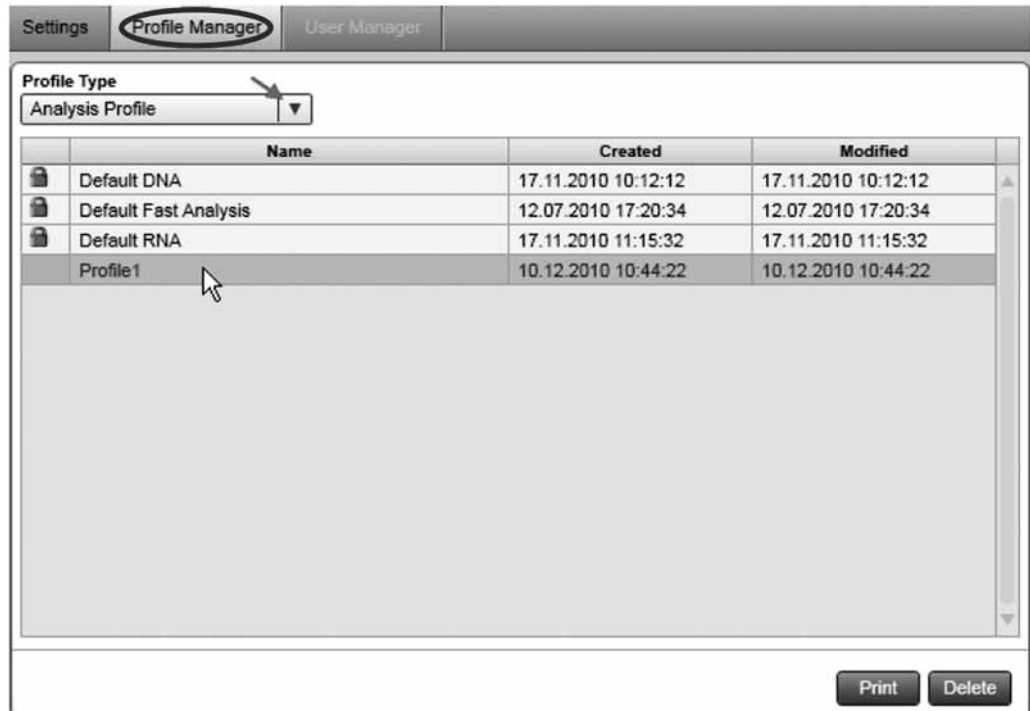 Settings Profile Manager User Manager
Profile Type
Analysis Profile
Name Created Modified
Default DNA 17.11.2010 10:12:12 17.11.2010 10:12:12
Default Fast Analysis 12.07.2010 17:20:34 12.07.2010 17:20:34
Default RNA 17.11.2010 11:15:32 17.11.2010 11:15:32
Profile1 10.12.2010 10:44:22 10.12.2010 10:44:22
Print Delete